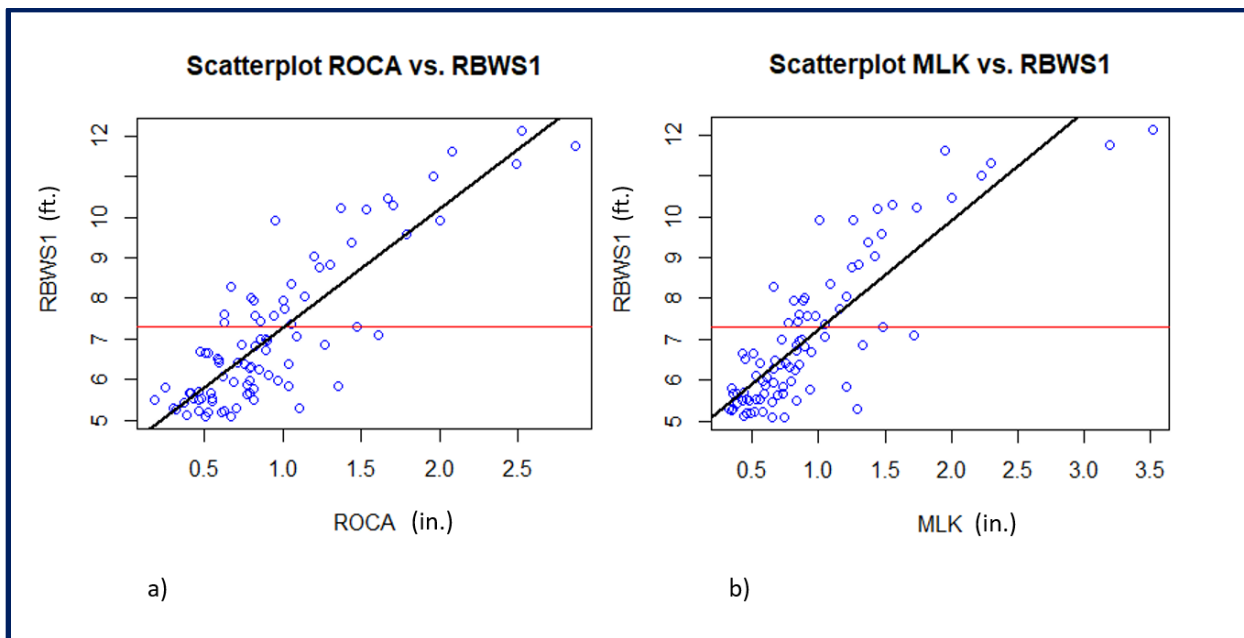 Scatterplot ROCA vs. RBWS1
RBWS1 (ft.)
12
10
9
8
7
6
5
0.5 1.0 1.5 2.0 2.5
ROCA (in.)
a)
Scatterplot MLK vs. RBWS1
RBWS1 (ft.)
12
10
9
8
7
6
5
0.5 1.0 1.5 2.0 2.5 3.0 3.5
MLK (in.)
b)